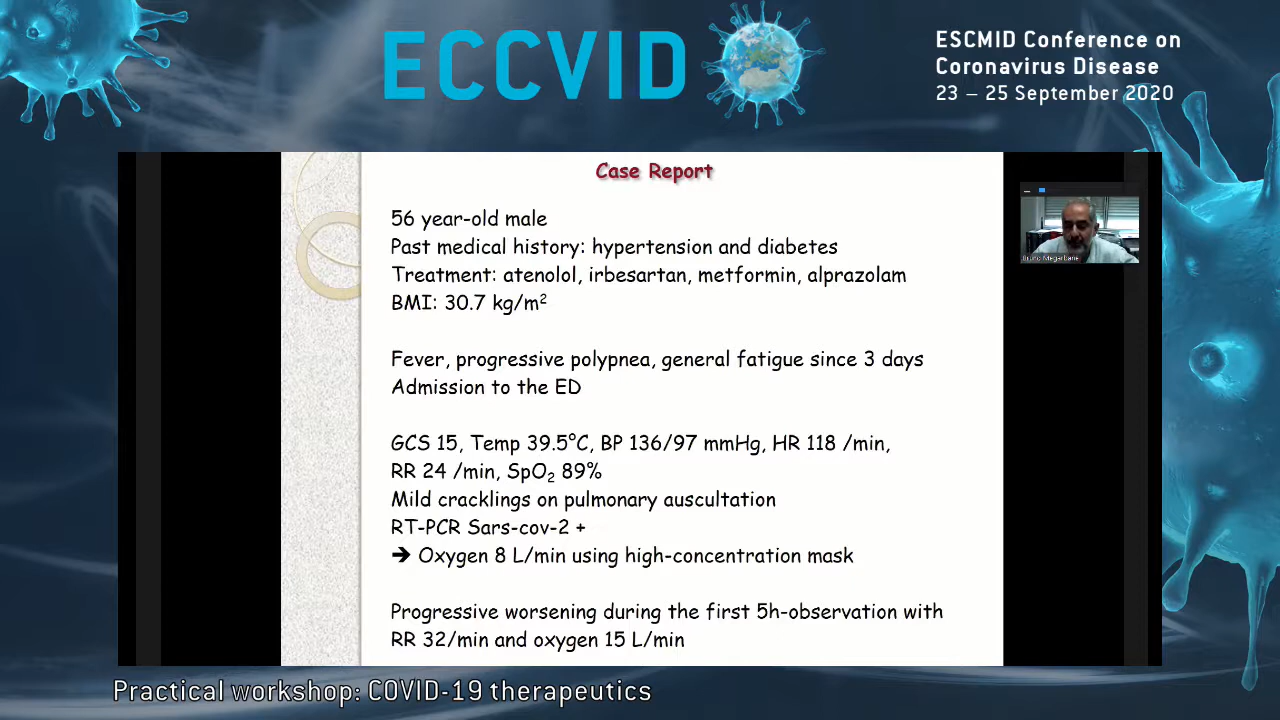 ECCVID
ESCMID Conference on
Coronavirus Disease
23 – 25 September 2020
Case Report
56 year-old male
Past medical history: hypertension and diabetes
Treatment: atenolol, irbesartan, metformin, alprazolam
BMI: 30.7 kg/m²
Fever, progressive polypnea, general fatigue since 3 days
Admission to the ED
GCS 15, Temp 39.5°C, BP 136/97 mmHg, HR 118 /min,
RR 24 /min, SpO₂ 89%
Mild cracklings on pulmonary auscultation
RT-PCR Sars-cov-2 +
➔ Oxygen 8 L/min using high-concentration mask
Progressive worsening during the first 5h-observation with
RR 32/min and oxygen 15 L/min
Bruno Megarbane
Practical workshop: COVID-19 therapeutics